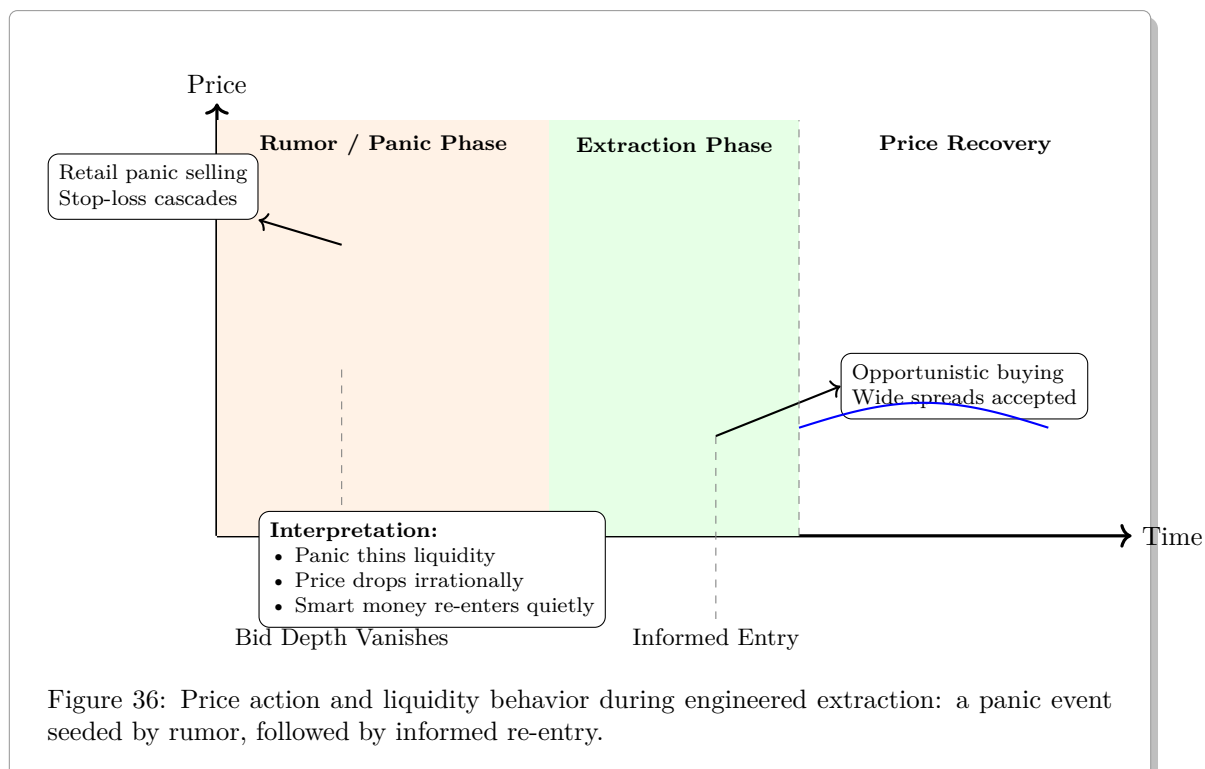 Price
Rumor / Panic Phase
Extraction Phase
Price Recovery
Retail panic selling
Stop-loss cascades
Opportunistic buying
Wide spreads accepted
Time
Interpretation:
• Panic thins liquidity
• Price drops irrationally
• Smart money re-enters quietly
Bid Depth Vanishes
Informed Entry
Figure 36: Price action and liquidity behavior during engineered extraction: a panic event
seeded by rumor, followed by informed re-entry.